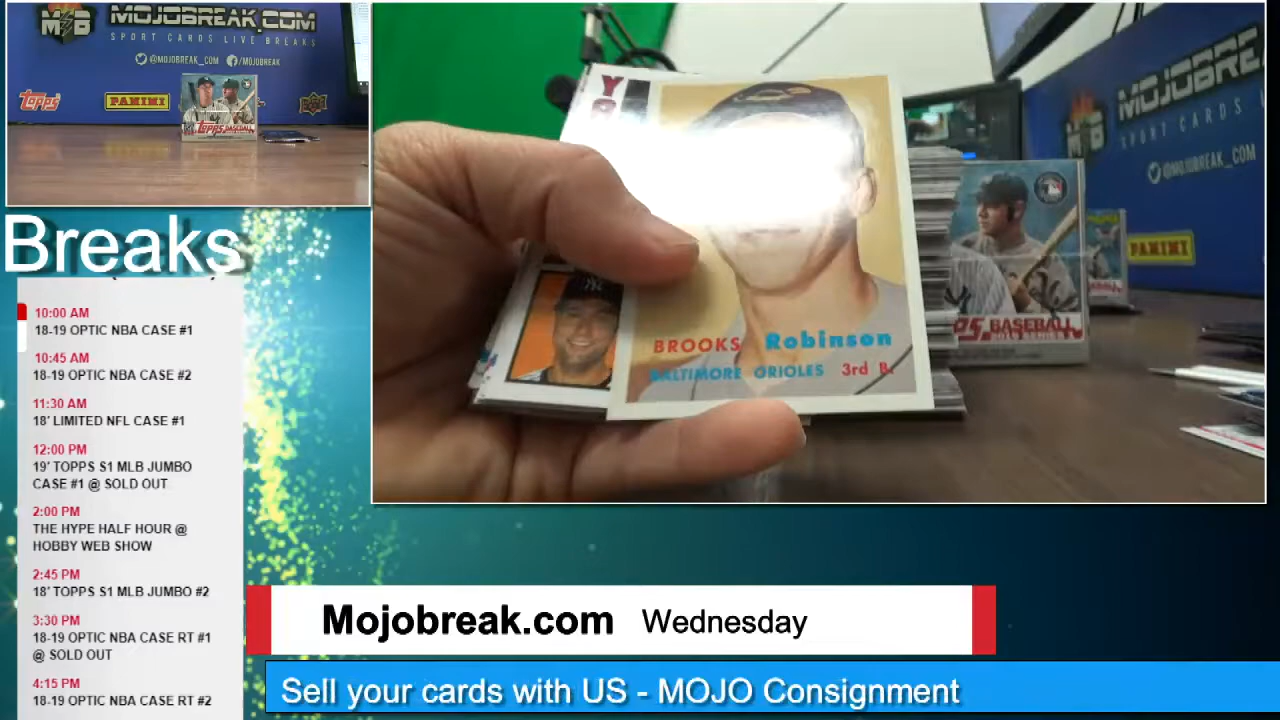 MOJOBREAK.COM
SPORT CARDS LIVE BREAKS
@MOJOBREAK /MOJOBREAK
TOPPS
PANINI
TOPPS BASEBALL
Breaks
10:00 AM
18-19 OPTIC NBA CASE #1
10:45 AM
18-19 OPTIC NBA CASE #2
11:30 AM
18' LIMITED NFL CASE #1
12:00 PM
19' TOPPS S1 MLB JUMBO
CASE #1 @ SOLD OUT
2:00 PM
THE HYPE HALF HOUR @
HOBBY WEB SHOW
2:45 PM
18' TOPPS S1 MLB JUMBO #2
3:30 PM
18-19 OPTIC NBA CASE RT #1
@ SOLD OUT
4:15 PM
18-19 OPTIC NBA CASE RT #2
BROOKS Robinson
BALTIMORE ORIOLES 3rd B.
MOJOBRE
SPORT CARDS
@MOJOBREAK
PANINI
BASEBALL
Mojobreak.com Wednesday
Sell your cards with US - MOJO Consignment